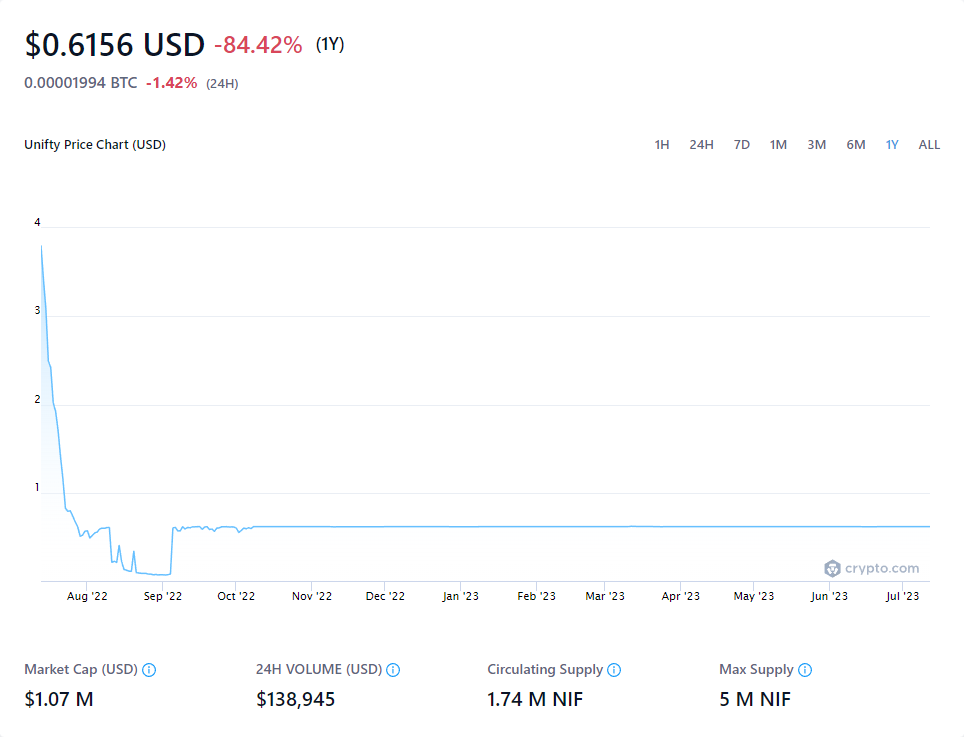 $0.6156 USD -84.42% (1Y)
0.00001994 BTC -1.42% (24H)
Unifty Price Chart (USD) 1H 24H 7D 1M 3M 6M 1Y ALL
4
3
2
1
crypto.com
Aug '22 Sep '22 Oct '22 Nov '22 Dec '22 Jan '23 Feb '23 Mar '23 Apr '23 May '23 Jun '23 Jul '23
Market Cap (USD) 24H VOLUME (USD) Circulating Supply Max Supply
$1.07 M $138,945 1.74 M NIF 5 M NIF